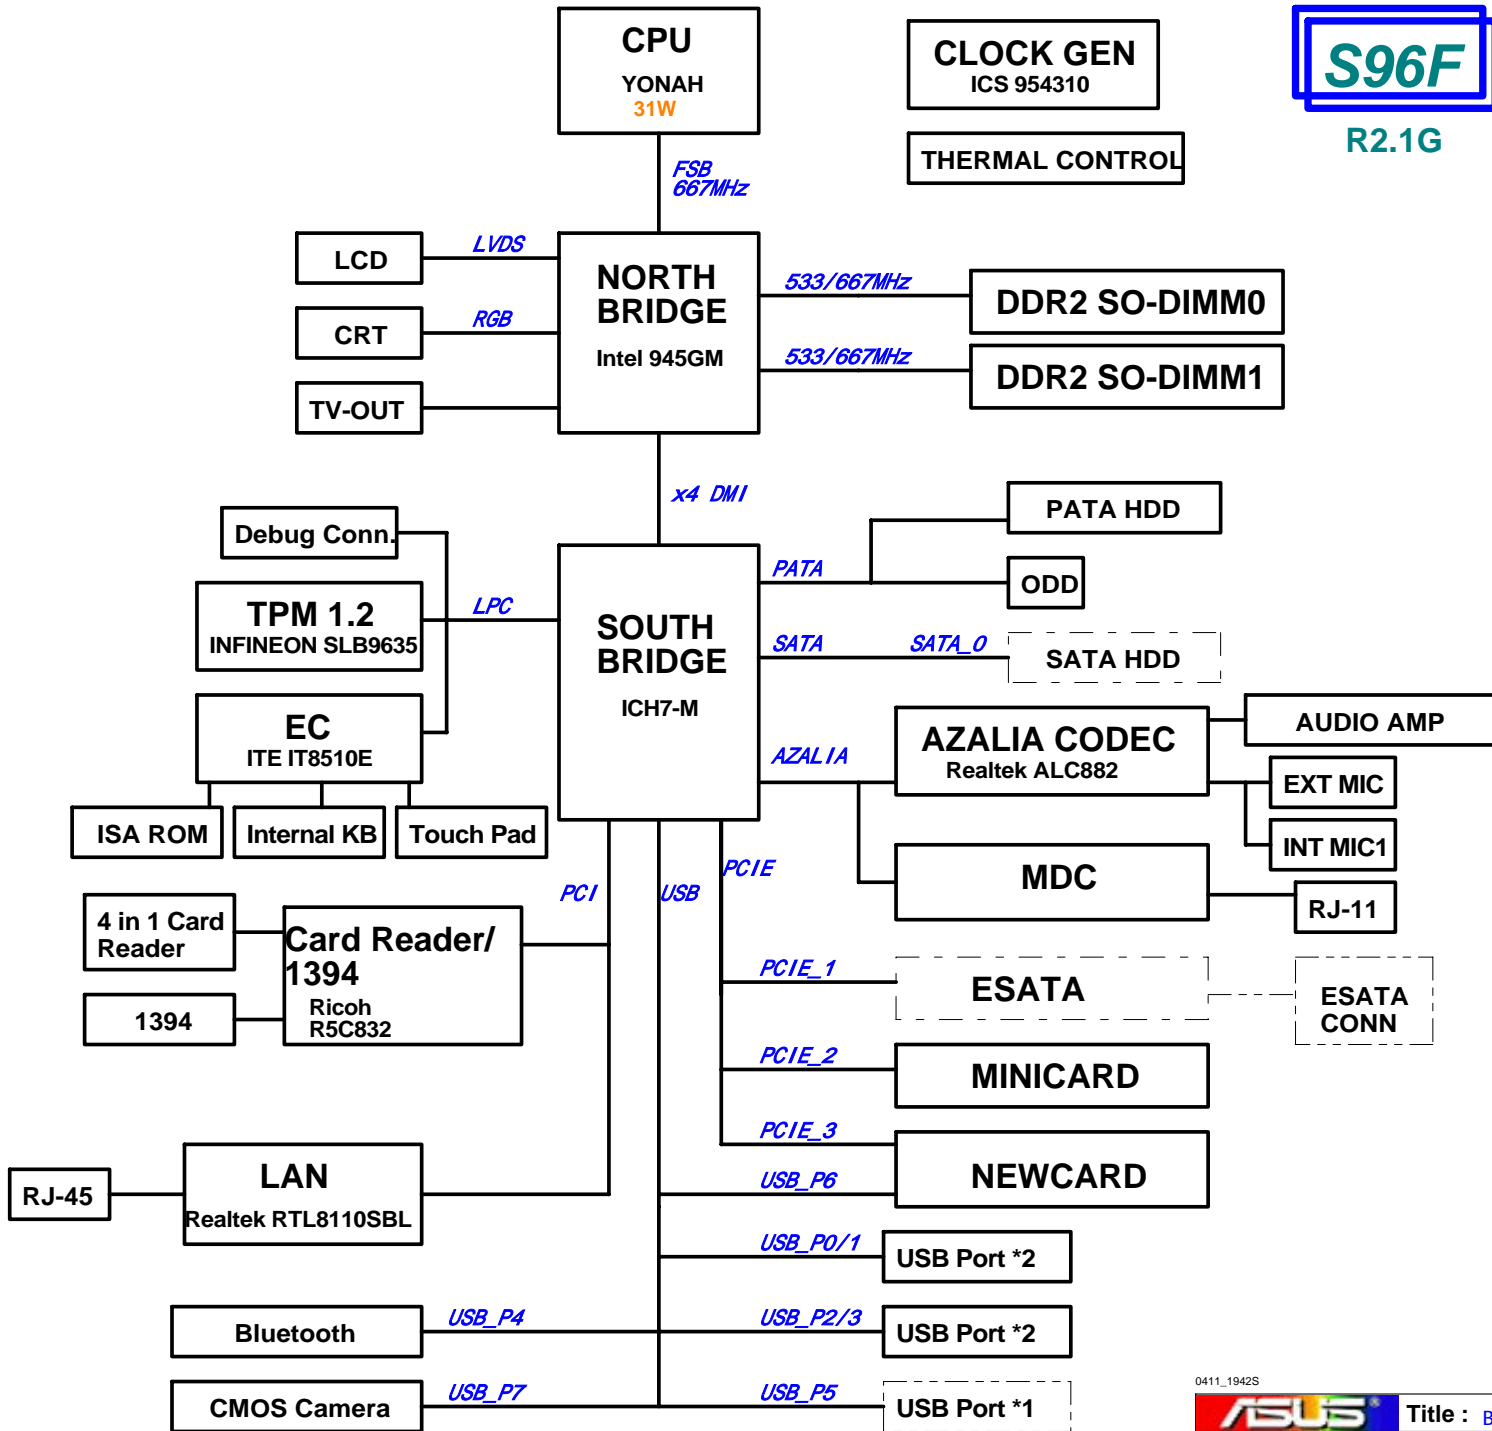 CPU
YONAH
31W
CLOCK GEN
ICS 954310
S96F
R2.1G
THERMAL CONTROL
FSB
667MHz
LCD
LVDS
NORTH
BRIDGE
Intel 945GM
533/667MHz
DDR2 SO-DIMM0
CRT
RGB
533/667MHz
DDR2 SO-DIMM1
TV-OUT
x4 DMI
PATA HDD
Debug Conn.
PATA
ODD
TPM 1.2
INFINEON SLB9635
LPC
SOUTH
BRIDGE
ICH7-M
SATA
SATA_0
SATA HDD
EC
ITE IT8510E
AZALIA
AZALIA CODEC
Realtek ALC882
AUDIO AMP
EXT MIC
INT MIC1
ISA ROM
Internal KB
Touch Pad
MDC
RJ-11
PCI
USB
PCIE
4 in 1 Card
Reader
Card Reader/
1394
Ricoh
R5C832
1394
PCIE_1
ESATA
ESATA
CONN
PCIE_2
MINICARD
PCIE_3
NEWCARD
USB_P6
RJ-45
LAN
Realtek RTL8110SBL
USB_P0/1
USB Port *2
Bluetooth
USB_P4
USB_P2/3
USB Port *2
CMOS Camera
USB_P7
USB_P5
USB Port *1
0411_1942S
ASUS
Title : B